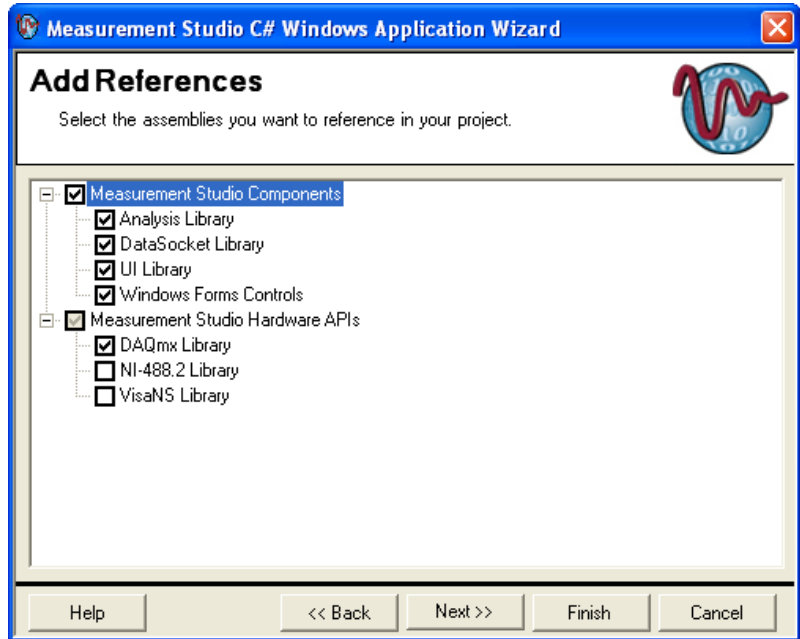 Measurement Studio C# Windows Application Wizard
Add References
Select the assemblies you want to reference in your project.
Measurement Studio Components
Analysis Library
DataSocket Library
UI Library
Windows Forms Controls
Measurement Studio Hardware APIs
DAQmx Library
NI-488.2 Library
VisaNS Library
Help << Back Next >> Finish Cancel